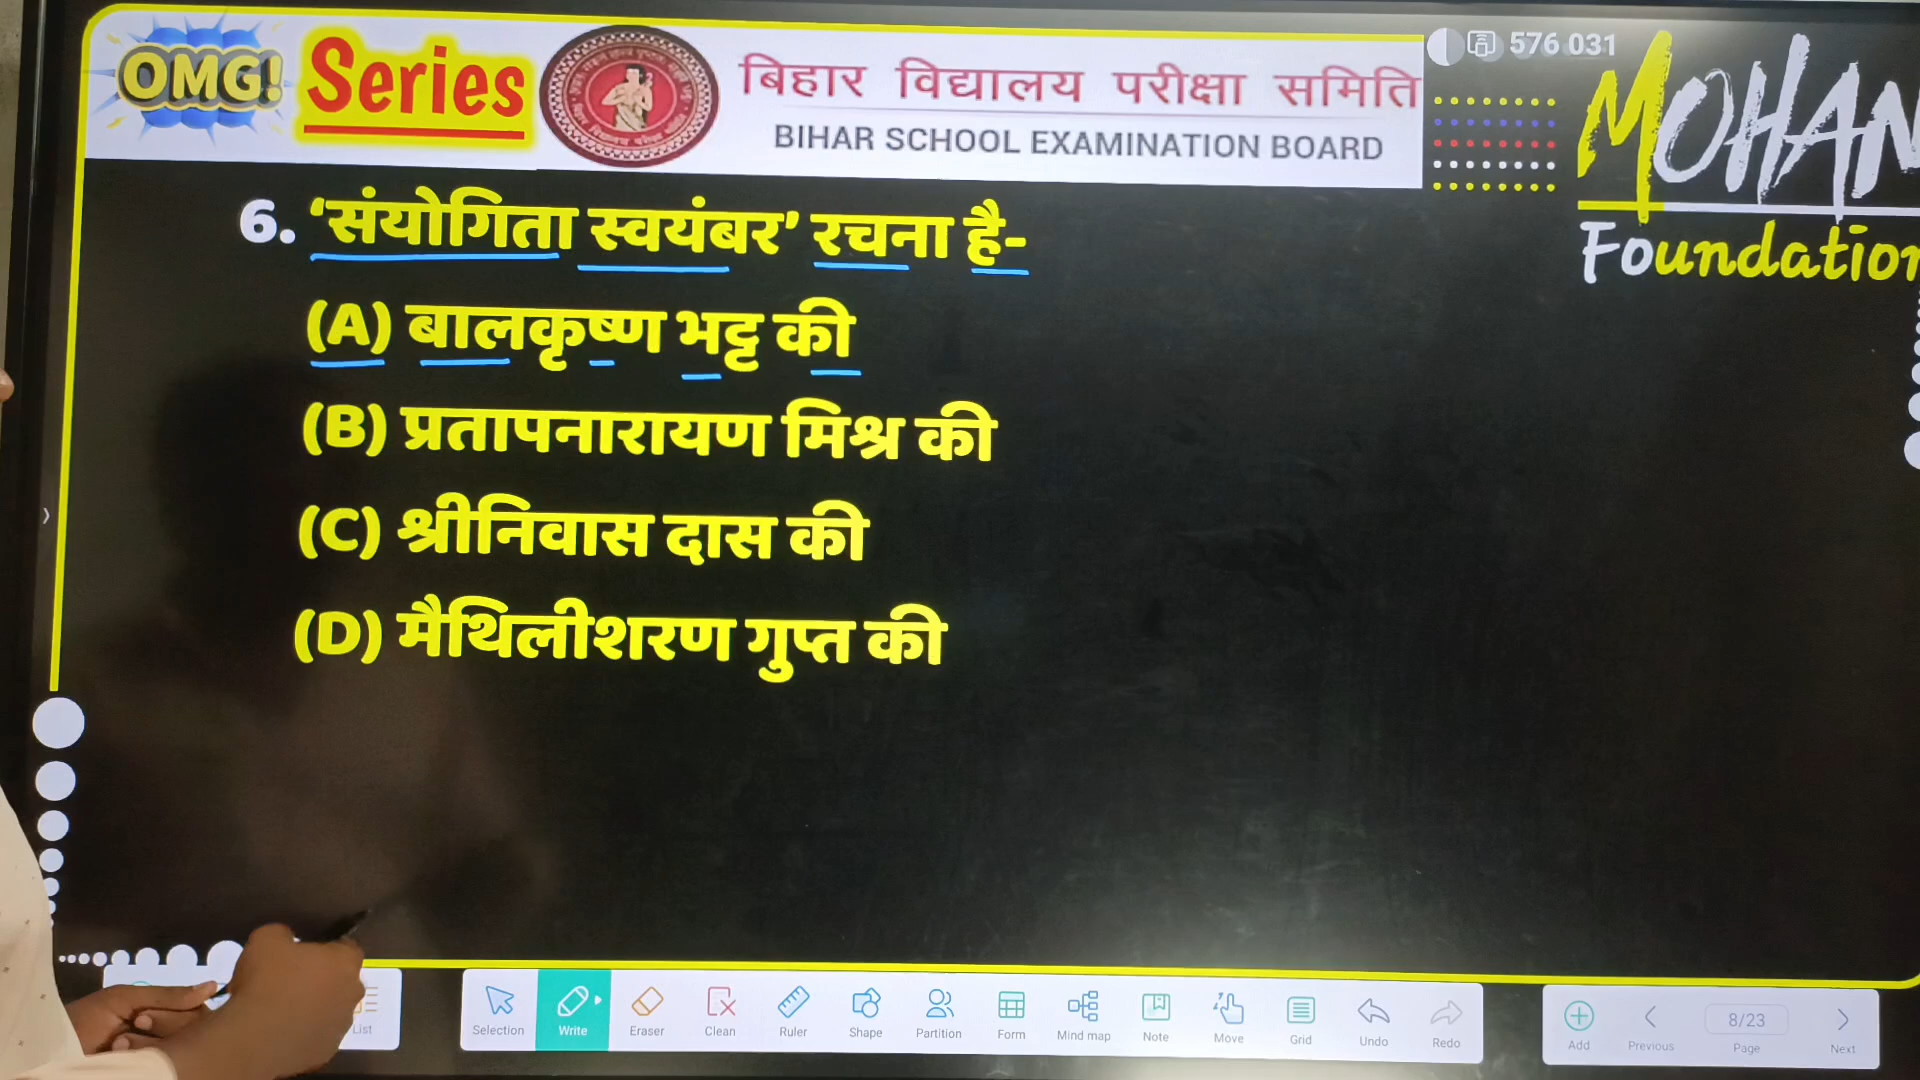 OMG! Series
बिहार विद्यालय परीक्षा समिति
BIHAR SCHOOL EXAMINATION BOARD
576 031
MOHAN
Foundation
6. ‘संयोगिता स्वयंबर’ रचना है-
(A) बालकृष्ण भट्ट की
(B) प्रतापनारायण मिश्र की
(C) श्रीनिवास दास की
(D) मैथिलीशरण गुप्त की
List
Selection
Write
Eraser
Clean
Ruler
Shape
Partition
Form
Mind map
Note
Move
Grid
Undo
Redo
Add
Previous
8/23
Page
Next